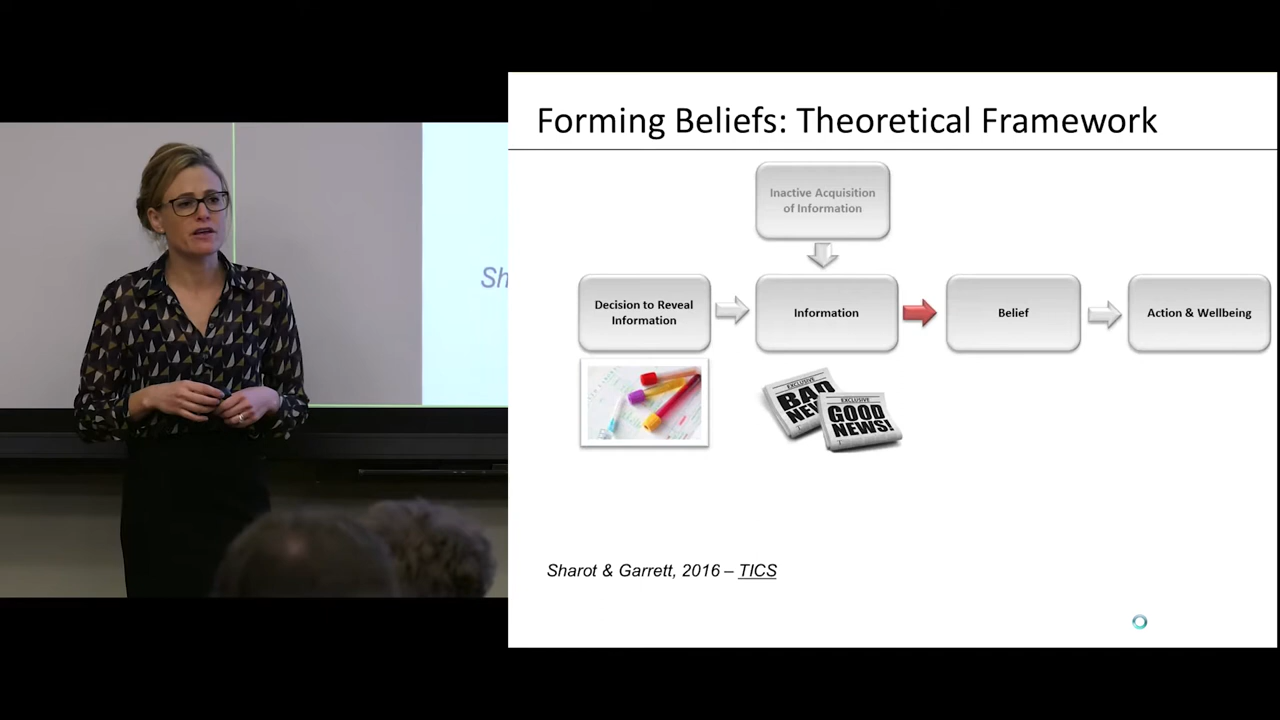 Forming Beliefs: Theoretical Framework
Inactive Acquisition
of Information
Decision to Reveal
Information
Information
Belief
Action & Wellbeing
EXCLUSIVE
BAD
NEW
EXCLUSIVE
GOOD
NEWS!
Sh
Sharot & Garrett, 2016 – TICS